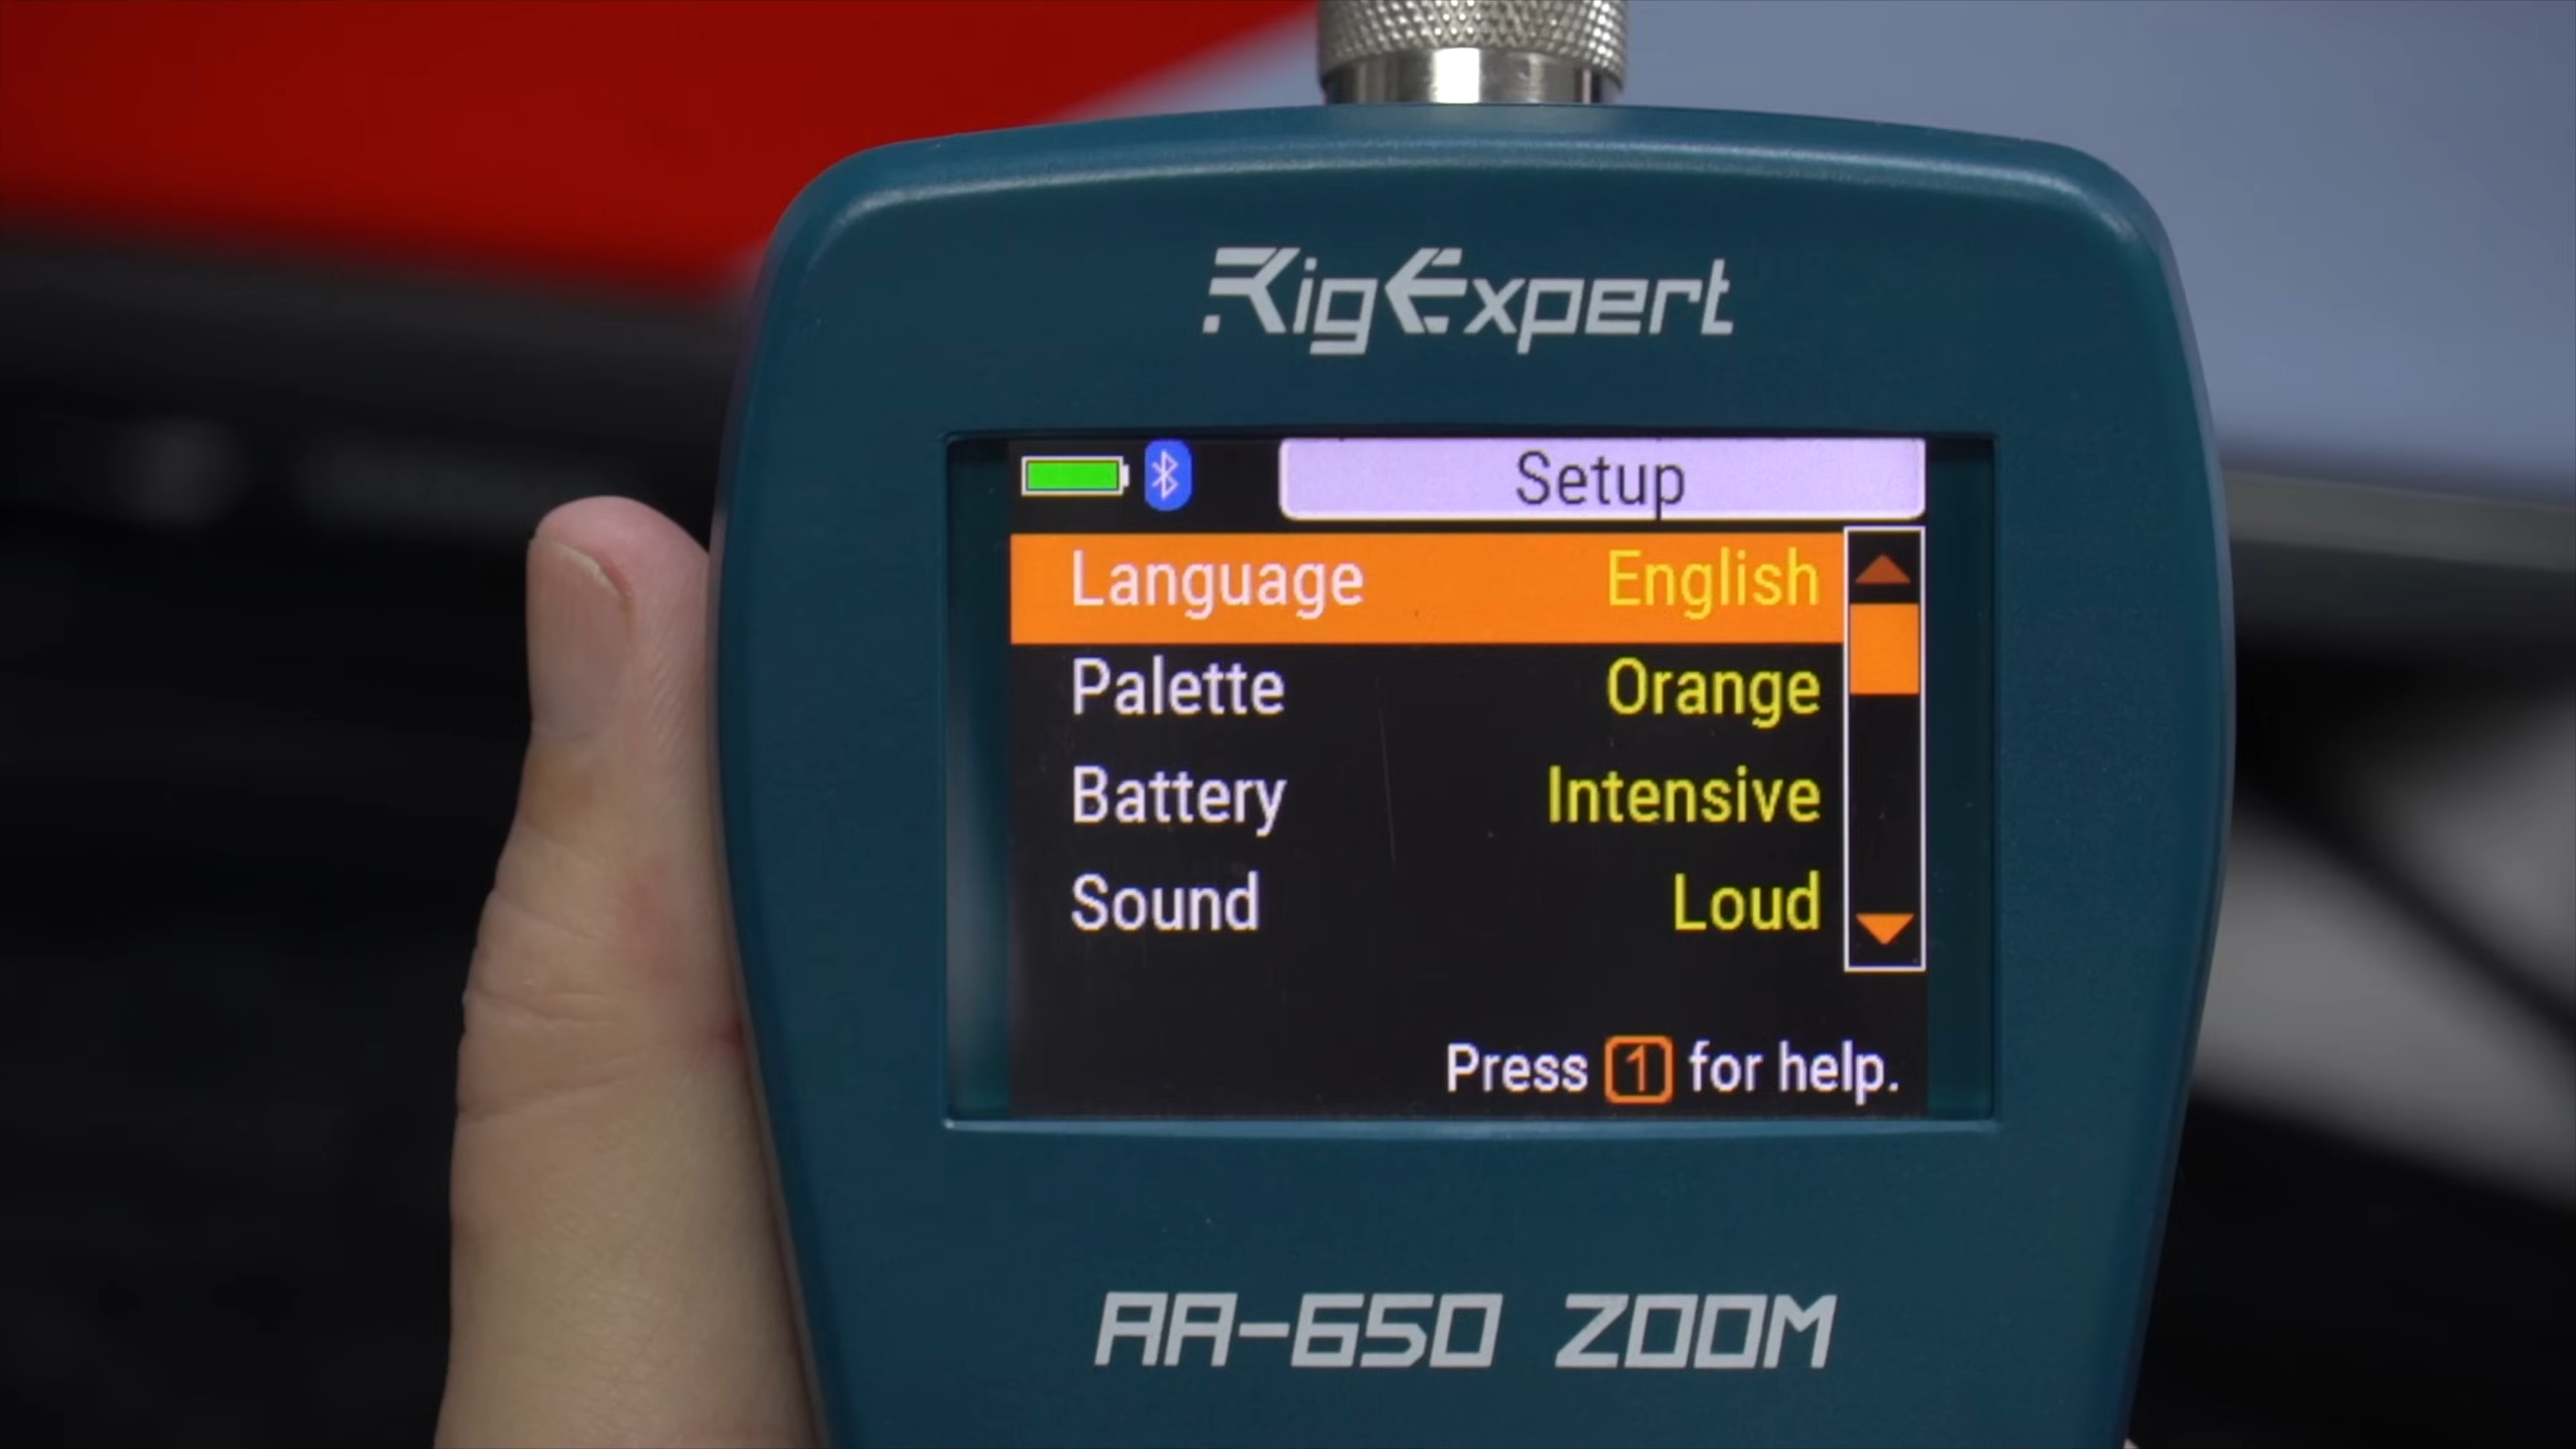 RigExpert
Setup
Language English
Palette Orange
Battery Intensive
Sound Loud
Press 1 for help.
AA-650 ZOOM